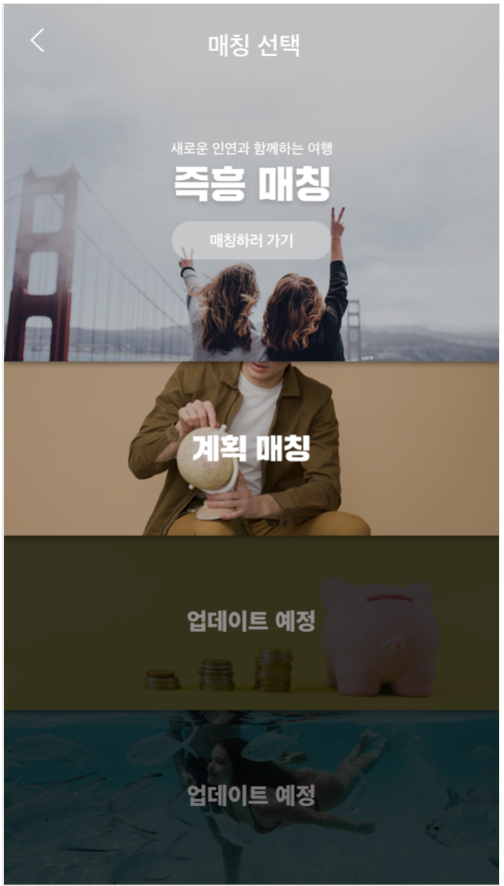 매칭 선택
새로운 인연과 함께하는 여행
즉흥 매칭
매칭하러 가기
계획 매칭
업데이트 예정
업데이트 예정